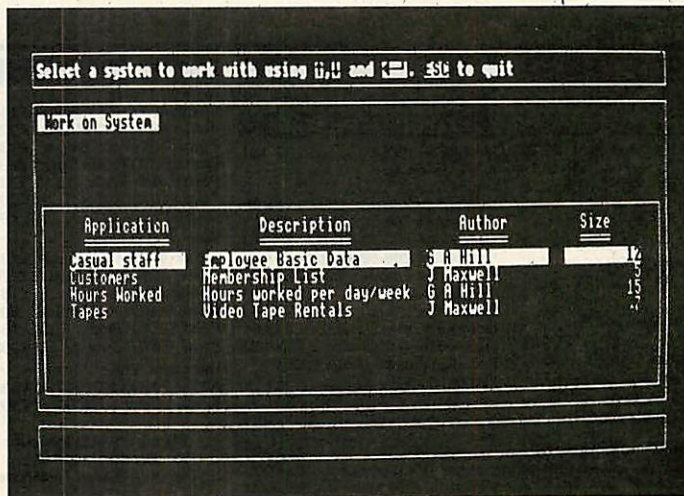 Select a system to work with using ↑,↓ and ↵. ESC to quit
Work on System
Application Description Author Size
Casual staff Employee Basic Data G A Hill 12
Customers Membership List J Maxwell
Hours Worked Hours worked per day/week G A Hill 15
Tapes Video Tape Rentals J Maxwell